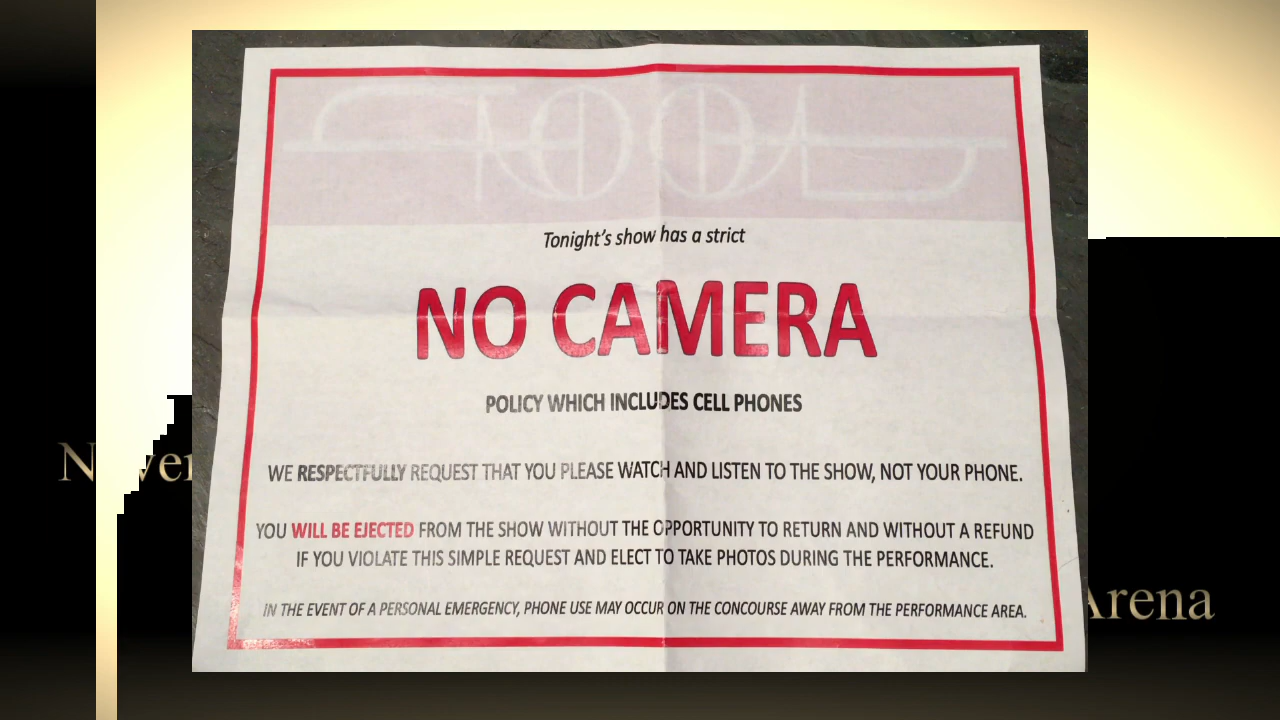 TOOL
Tonight's show has a strict
NO CAMERA
POLICY WHICH INCLUDES CELL PHONES
WE RESPECTFULLY REQUEST THAT YOU PLEASE WATCH AND LISTEN TO THE SHOW, NOT YOUR PHONE.
YOU WILL BE EJECTED FROM THE SHOW WITHOUT THE OPPORTUNITY TO RETURN AND WITHOUT A REFUND
IF YOU VIOLATE THIS SIMPLE REQUEST AND ELECT TO TAKE PHOTOS DURING THE PERFORMANCE.
IN THE EVENT OF A PERSONAL EMERGENCY, PHONE USE MAY OCCUR ON THE CONCOURSE AWAY FROM THE PERFORMANCE AREA.
Arena